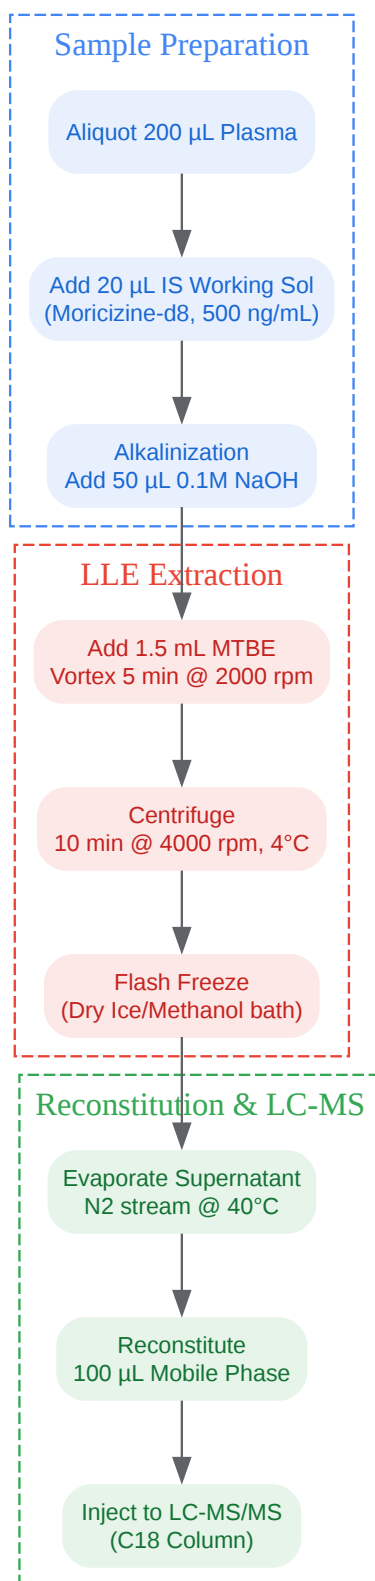 Sample Preparation
Aliquot 200 µL Plasma
Add 20 µL IS Working Sol
(Moricizine-d8, 500 ng/mL)
Alkalinization
Add 50 µL 0.1M NaOH
LLE Extraction
Add 1.5 mL MTBE
Vortex 5 min @ 2000 rpm
Centrifuge
10 min @ 4000 rpm, 4°C
Flash Freeze
(Dry Ice/Methanol bath)
Reconstitution & LC-MS
Evaporate Supernatant
N2 stream @ 40°C
Reconstitute
100 µL Mobile Phase
Inject to LC-MS/MS
(C18 Column)